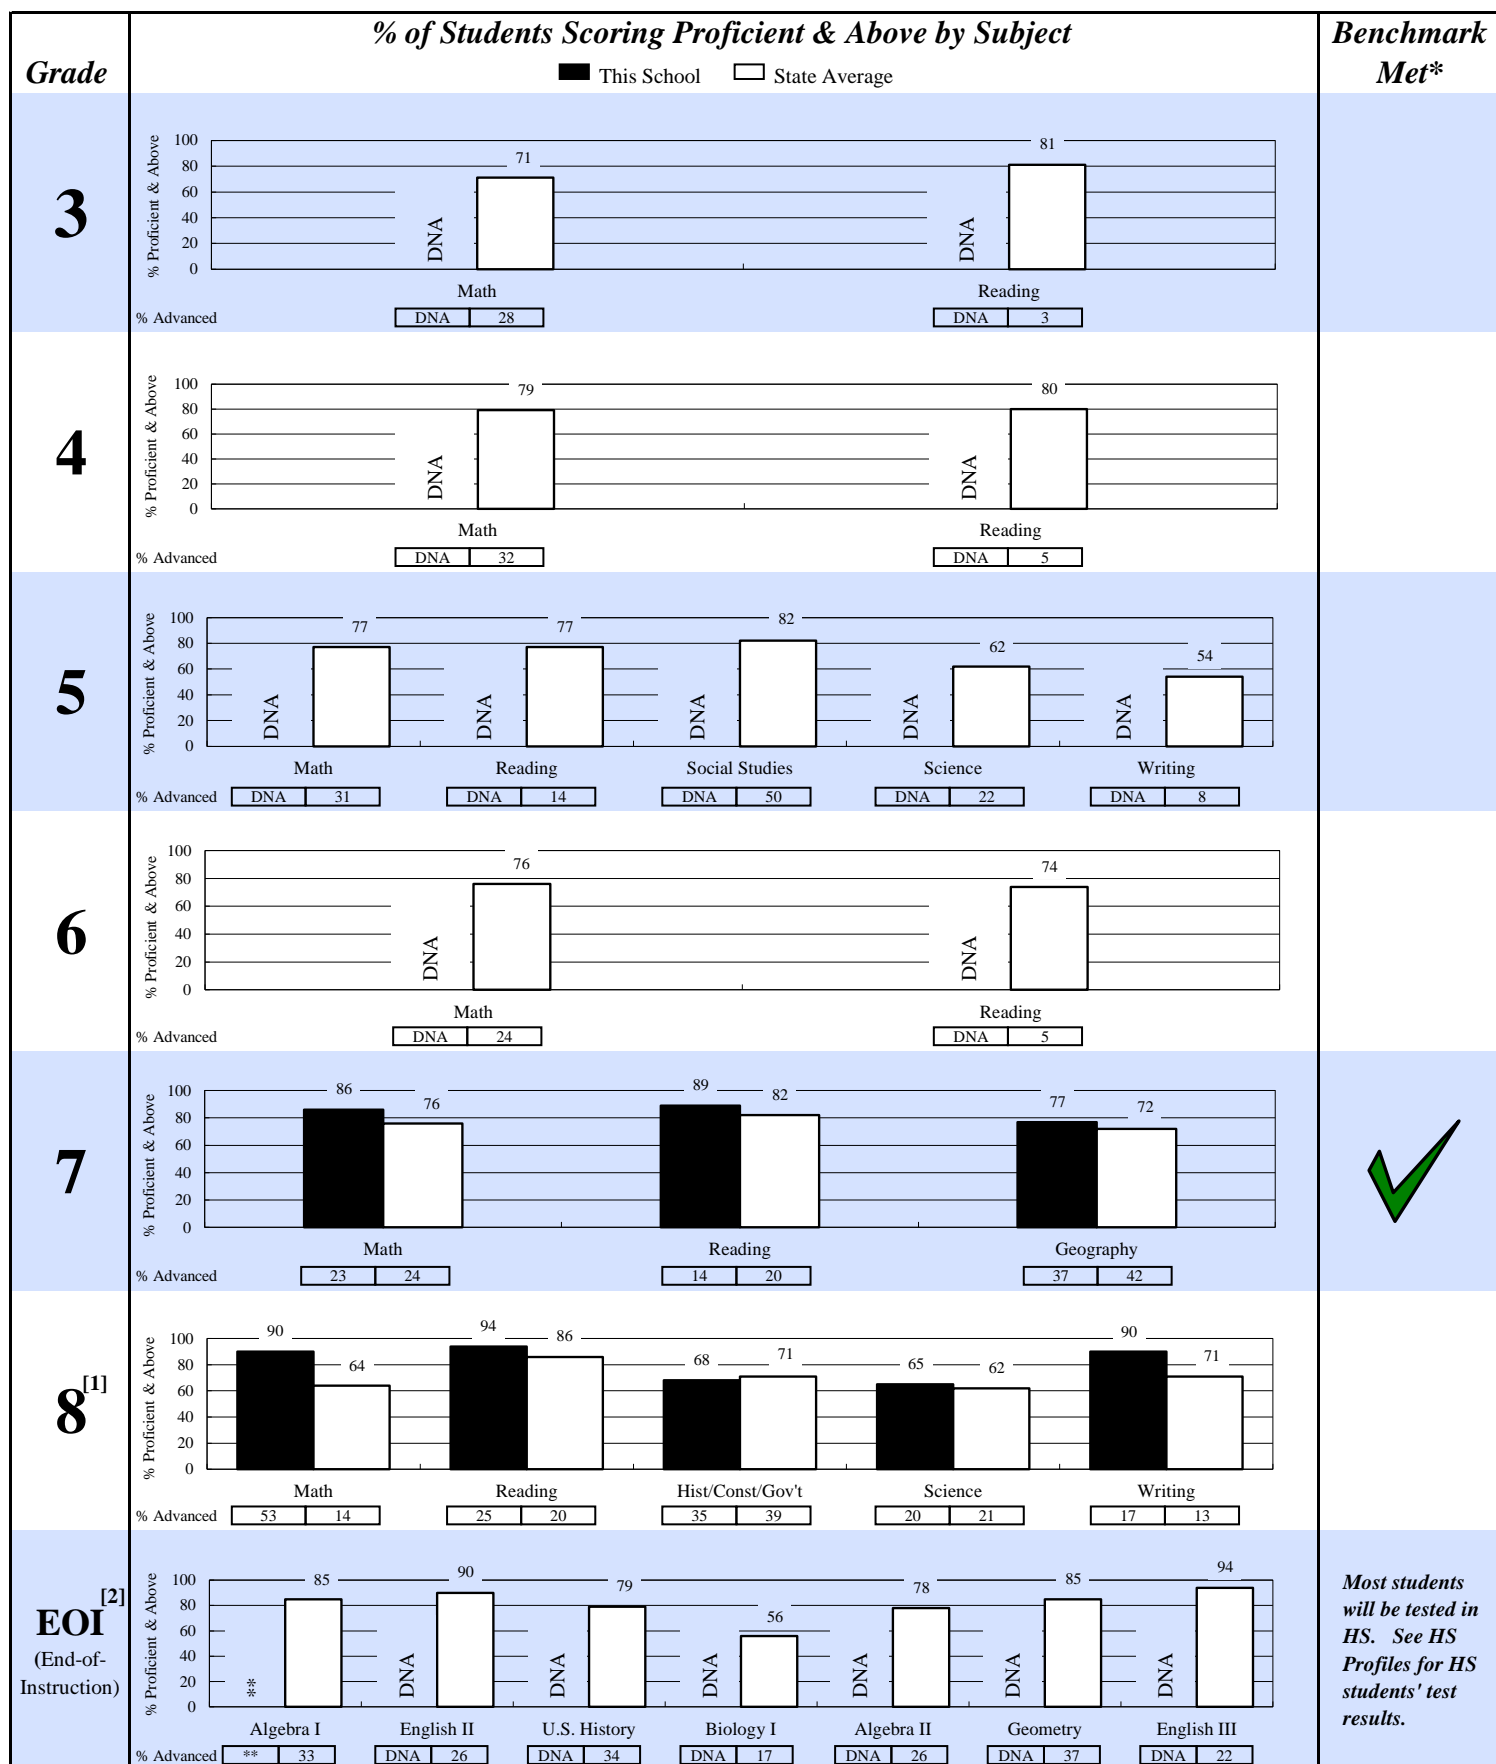 Grade
% of Students Scoring Proficient & Above by Subject
Benchmark
Met*
This School State Average
3
% Proficient & Above
100
80
60
40
20
0
DNA 71
DNA 81
Math Reading
% Advanced DNA 28 DNA 3
4
% Proficient & Above
100
80
60
40
20
0
DNA 79
DNA 80
Math Reading
% Advanced DNA 32 DNA 5
5
% Proficient & Above
100
80
60
40
20
0
DNA 77
DNA 77
DNA 82
DNA 62
DNA 54
Math Reading Social Studies Science Writing
% Advanced DNA 31 DNA 14 DNA 50 DNA 22 DNA 8
6
% Proficient & Above
100
80
60
40
20
0
DNA 76
DNA 74
Math Reading
% Advanced DNA 24 DNA 5
7
% Proficient & Above
100
80
60
40
20
0
86 76
89 82
77 72
Math Reading Geography
% Advanced 23 24 14 20 37 42
8[1]
% Proficient & Above
100
80
60
40
20
0
90 64
94 86
68 71
65 62
90 71
Math Reading Hist/Const/Gov't Science Writing
% Advanced 53 14 25 20 35 39 20 21 17 13
EOI[2]
(End-of-
Instruction)
% Proficient & Above
100
80
60
40
20
0
** 85
DNA 90
DNA 79
DNA 56
DNA 78
DNA 85
DNA 94
Algebra I English II U.S. History Biology I Algebra II Geometry English III
% Advanced ** 33 DNA 26 DNA 34 DNA 17 DNA 26 DNA 37 DNA 22
Most students
will be tested in
HS. See HS
Profiles for HS
students' test
results.